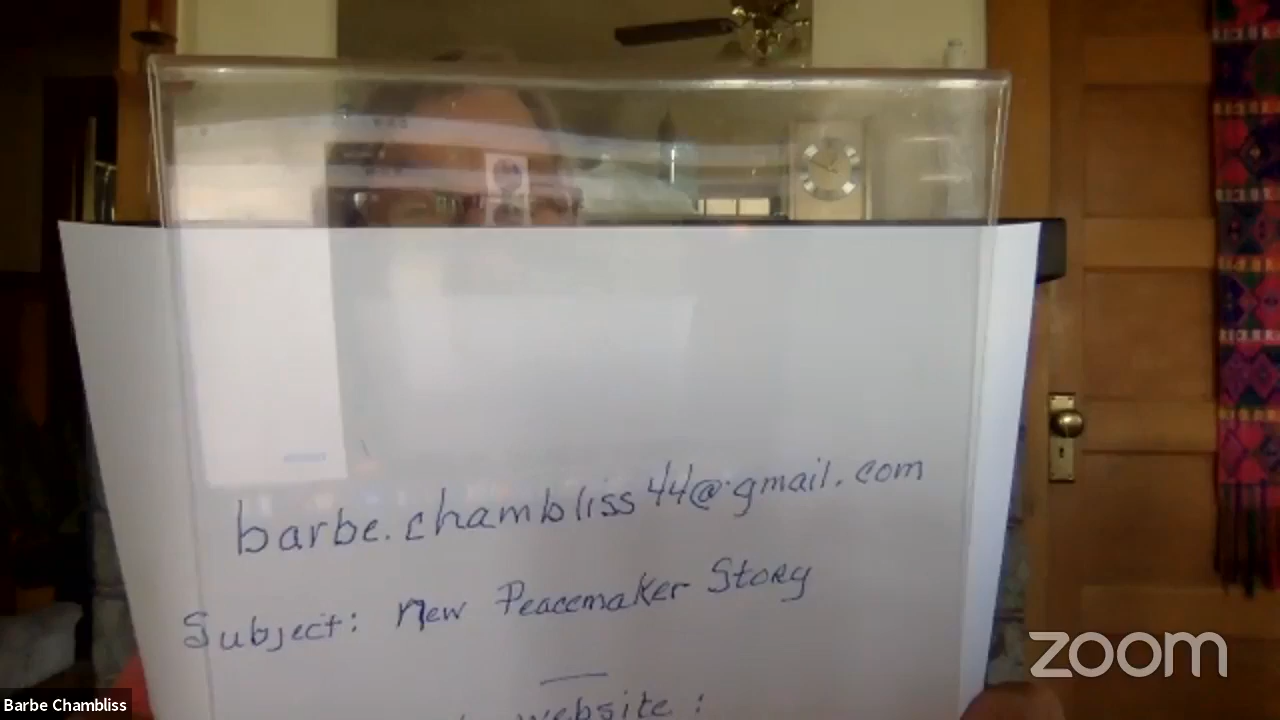 barbe.chambliss44@gmail.com
Subject: New Peacemaker Story
website:
zoom
Barbe Chambliss